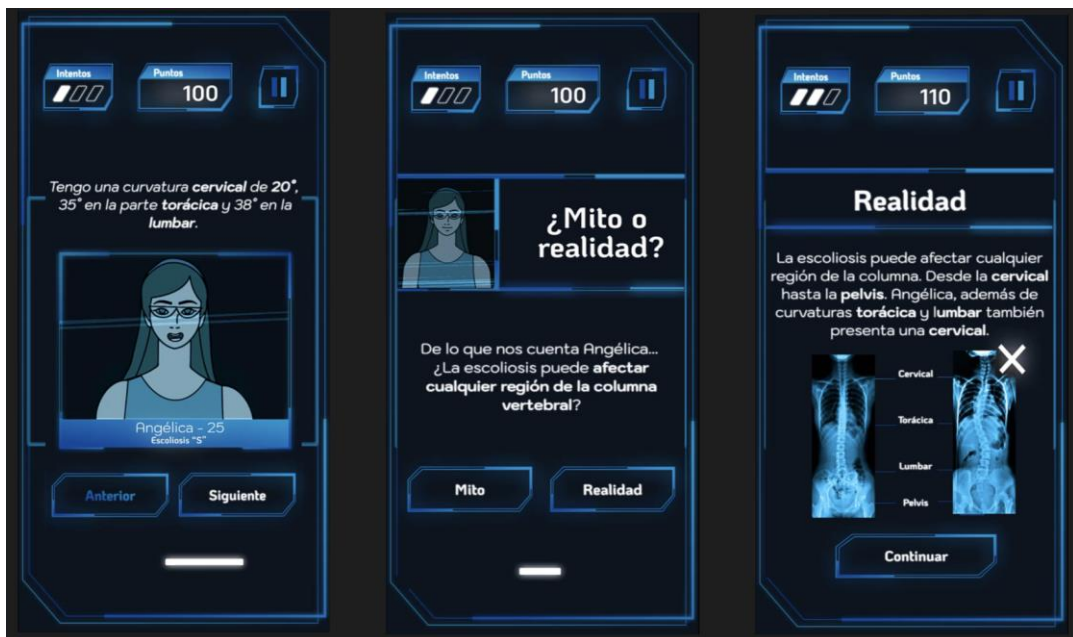 Intentos
Puntos
100
Tengo una curvatura cervical de 20°,
35° en la parte torácica y 38° en la
lumbar.
Angélica - 25
Escoliosis "S"
Anterior
Siguiente
Intentos
Puntos
100
¿Mito o
realidad?
De lo que nos cuenta Angélica...
¿La escoliosis puede afectar
cualquier región de la columna
vertebral?
Mito
Realidad
Intentos
Puntos
110
Realidad
La escoliosis puede afectar cualquier
región de la columna. Desde la cervical
hasta la pelvis. Angélica, además de
curvaturas torácica y lumbar también
presenta una cervical.
Cervical
Torácica
Lumbar
Pelvis
Continuar